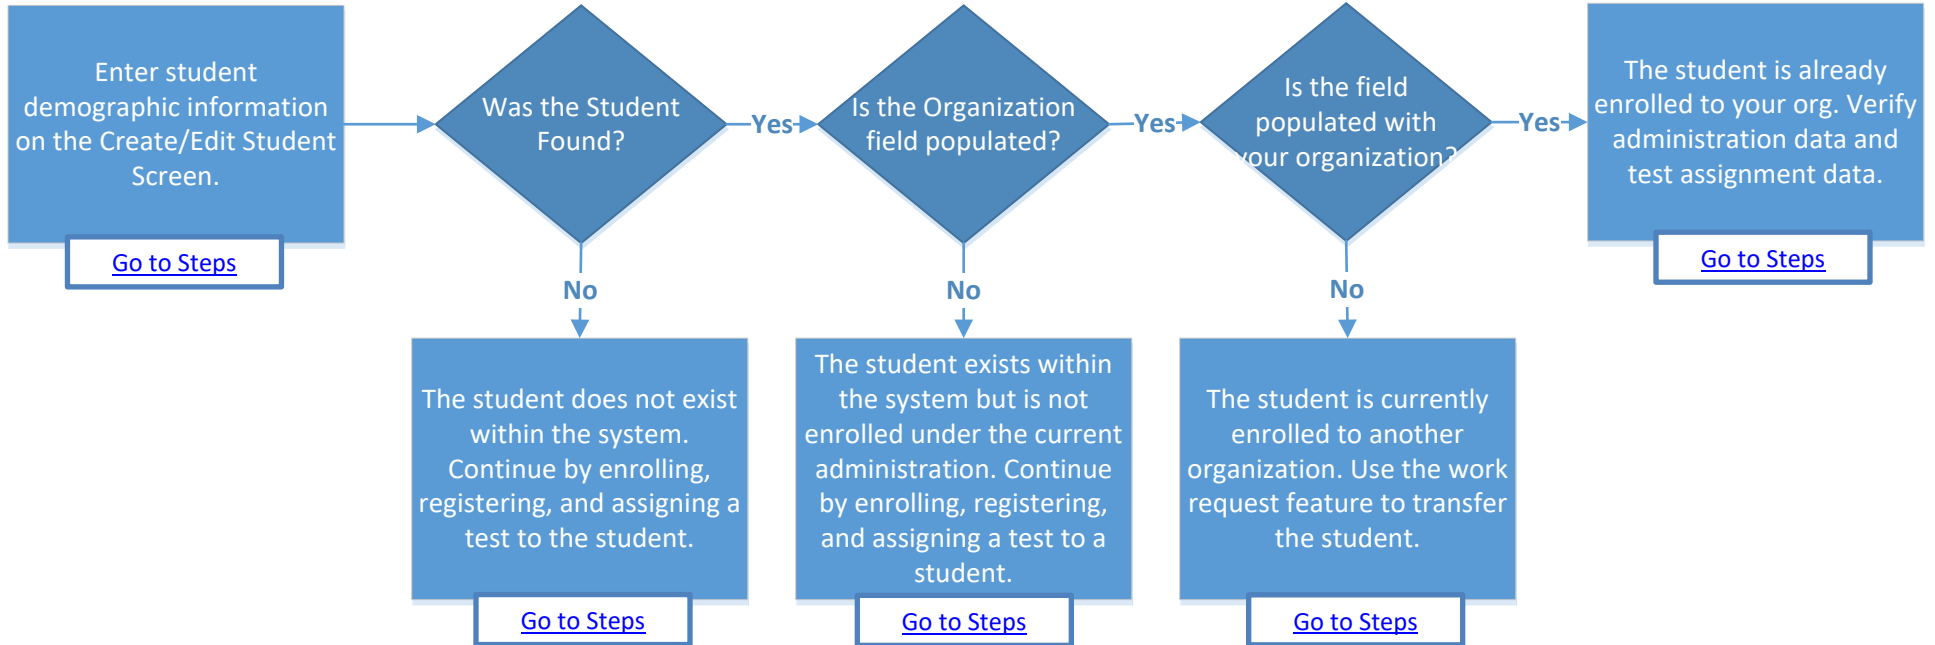 Enter student
demographic information
on the Create/Edit Student
Screen.
Go to Steps
Was the Student
Found?
Yes
No
The student does not exist
within the system.
Continue by enrolling,
registering, and assigning a
test to the student.
Go to Steps
Is the Organization
field populated?
Yes
No
The student exists within
the system but is not
enrolled under the current
administration. Continue
by enrolling, registering,
and assigning a test to a
student.
Go to Steps
Is the field
populated with
your organization?
Yes
No
The student is currently
enrolled to another
organization. Use the work
request feature to transfer
the student.
Go to Steps
The student is already
enrolled to your org. Verify
administration data and
test assignment data.
Go to Steps